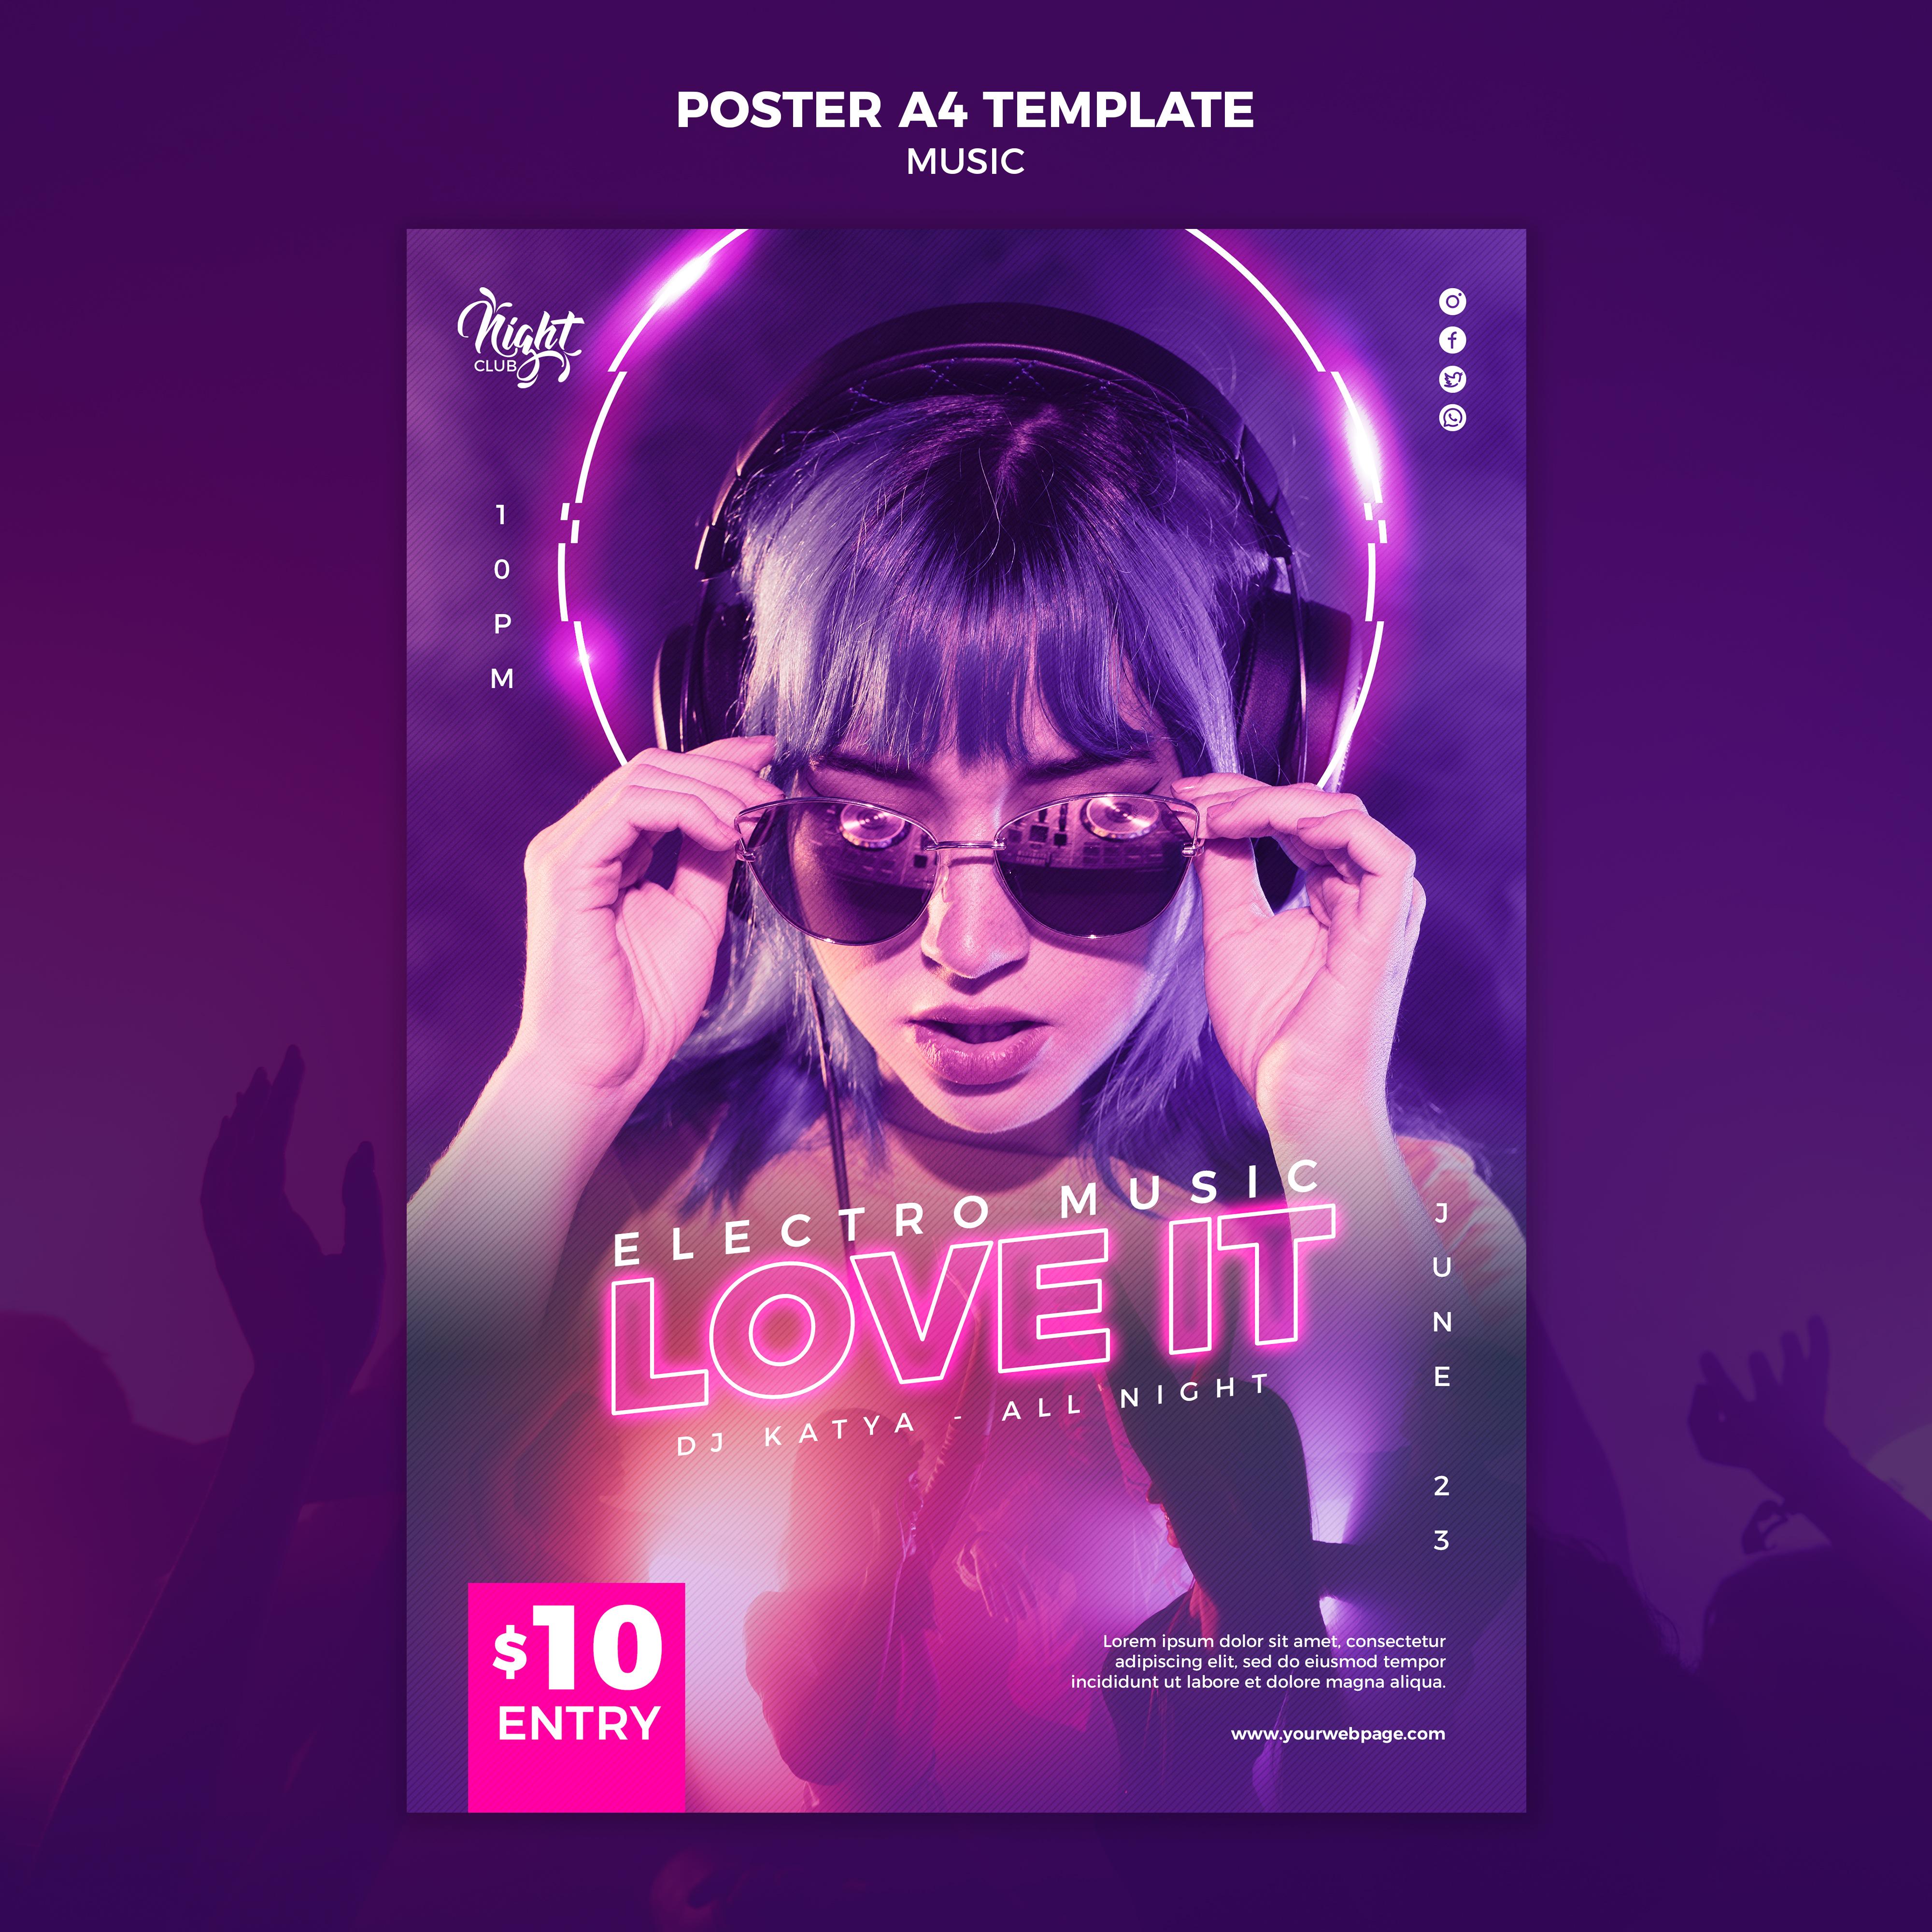 POSTER A4 TEMPLATE
MUSIC
Night
CLUB
10PM
ELECTRO MUSIC
LOVE IT
DJ KATYA - ALL NIGHT
JUNE 23
$10
ENTRY
Lorem ipsum dolor sit amet, consectetur
adipiscing elit, sed do eiusmod tempor
incididunt ut labore et dolore magna aliqua.
www.yourwebpage.com